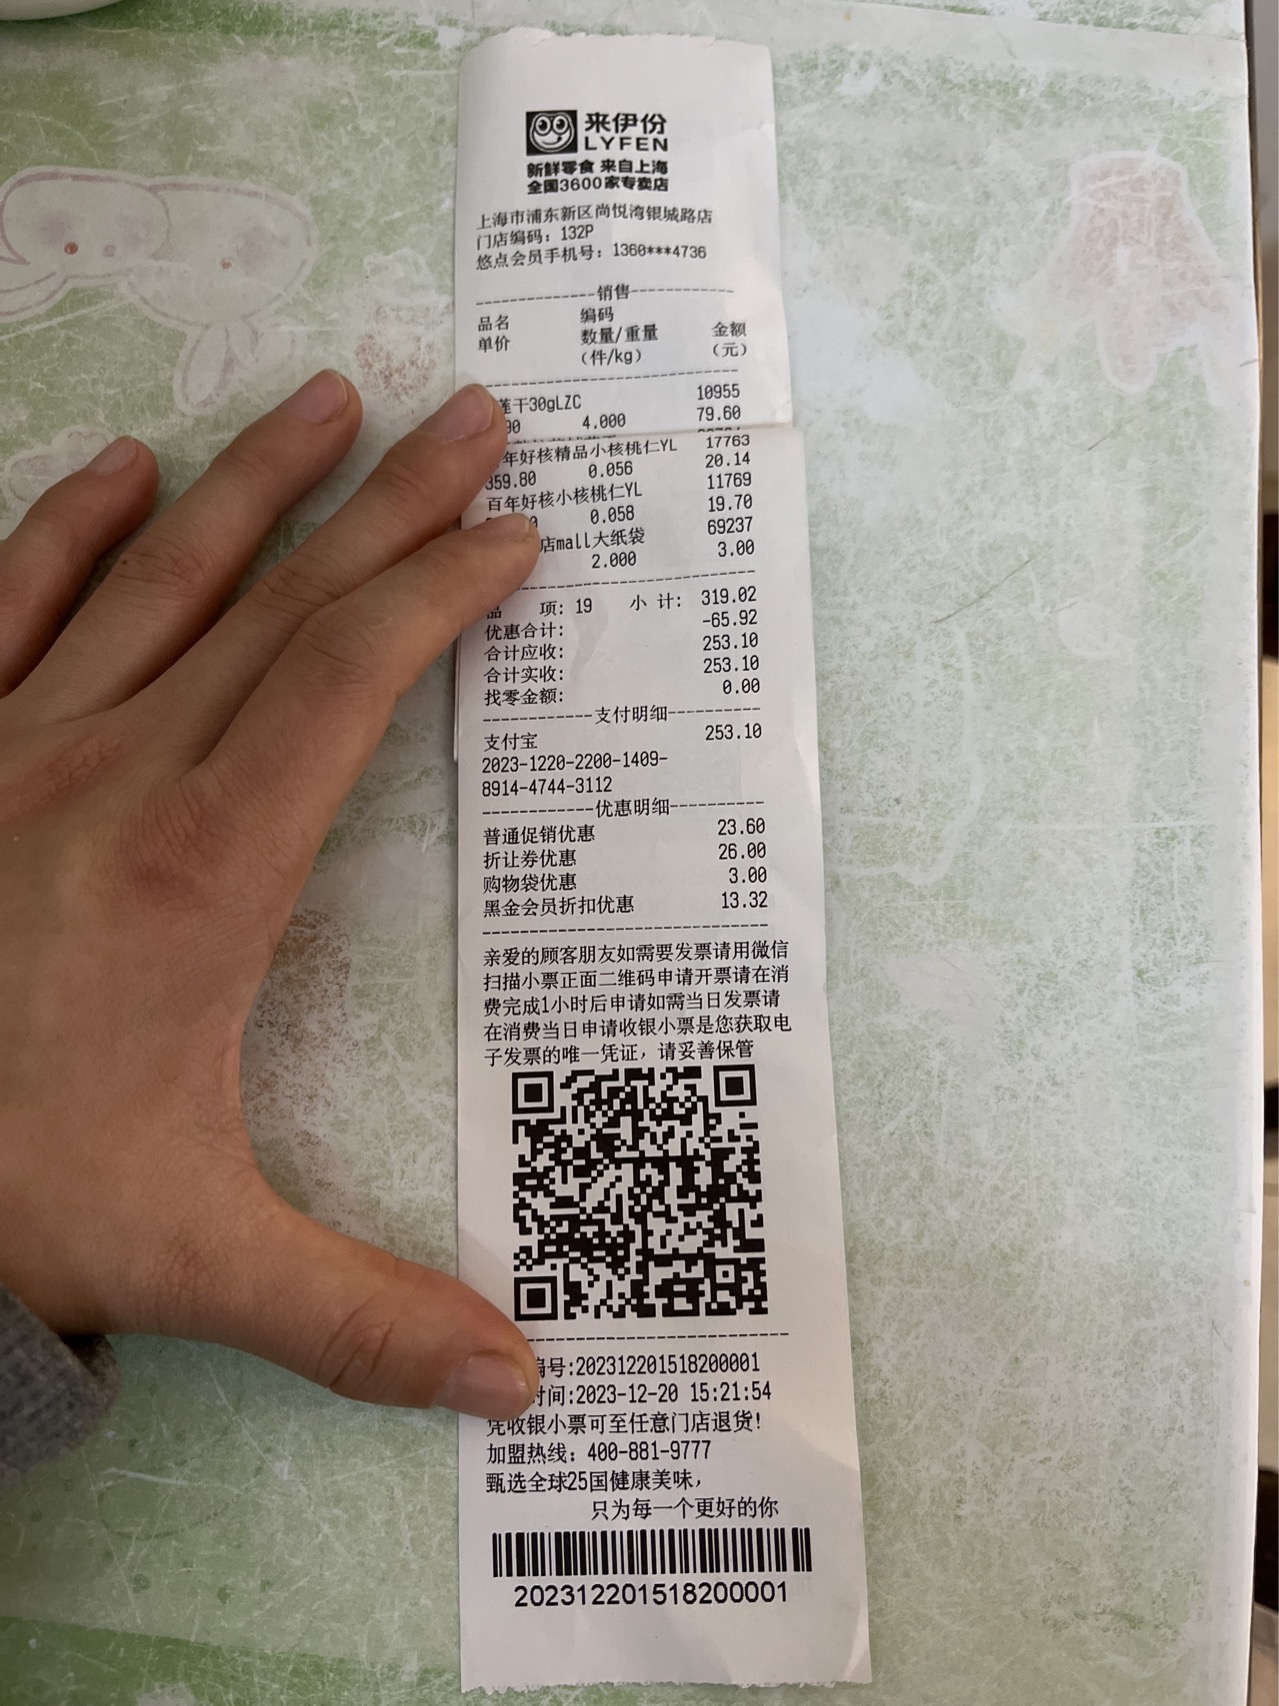 来伊份
LYFEN
新鲜零食 来自上海
全国3600家专卖店
上海市浦东新区尚悦湾银城路店
门店编码: 132P
悠点会员手机号: 1360***4736
--------------销售------------
品名 编码
单价 数量/重量 金额
(件/kg) (元)
莲干30gLZC 10955
90 4.000 79.60
年好核精品小核桃仁YL 17763
359.80 0.056 20.14
百年好核小核桃仁YL 11769
0 0.058 19.70
店mall大纸袋 69237
2.000 3.00
品 项: 19 小 计: 319.02
优惠合计: -65.92
合计应收: 253.10
合计实收: 253.10
找零金额: 0.00
------------支付明细----------
支付宝 253.10
2023-1220-2200-1409-
8914-4744-3112
------------优惠明细----------
普通促销优惠 23.60
折让券优惠 26.00
购物袋优惠 3.00
黑金会员折扣优惠 13.32
亲爱的顾客朋友如需要发票请用微信
扫描小票正面二维码申请开票请在消
费完成1小时后申请如需当日发票请
在消费当日申请收银小票是您获取电
子发票的唯一凭证，请妥善保管
编号:202312201518200001
时间:2023-12-20 15:21:54
凭收银小票可至任意门店退货!
加盟热线: 400-881-9777
甄选全球25国健康美味,
只为每一个更好的你
202312201518200001